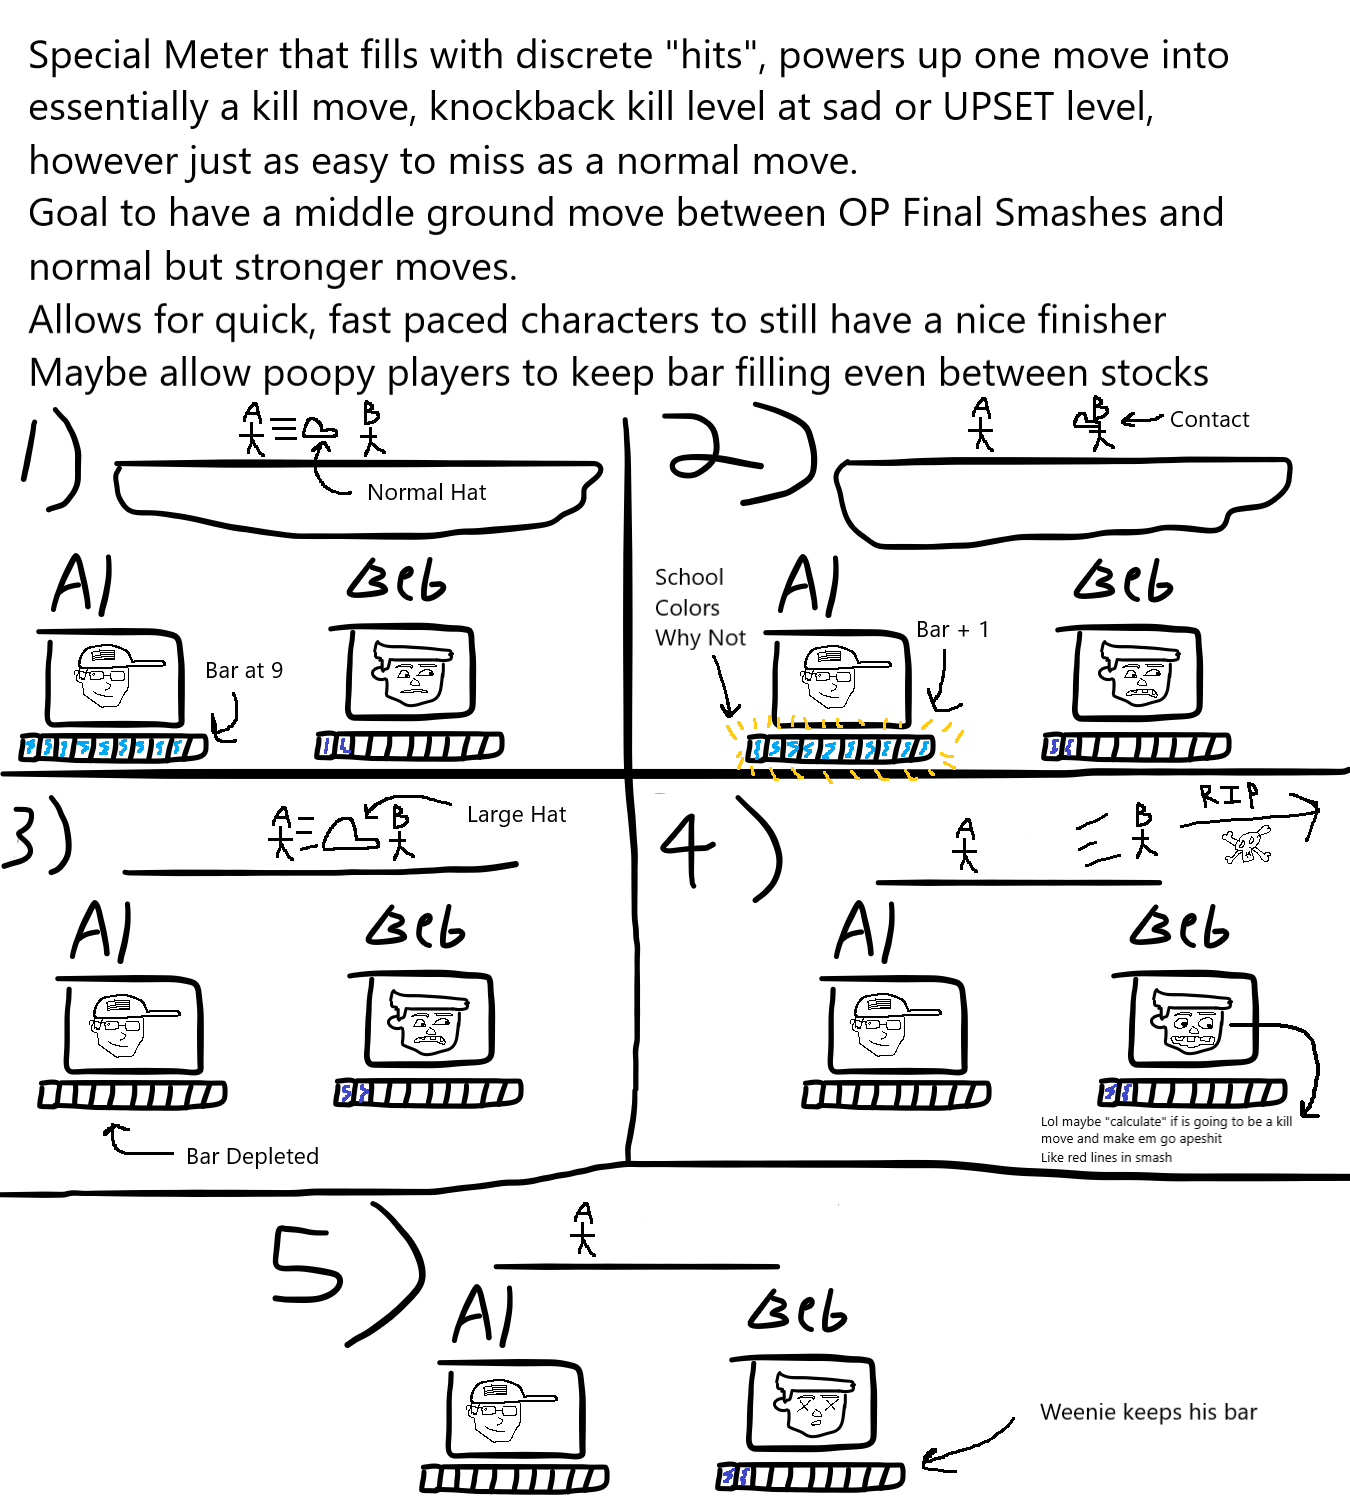 Special Meter that fills with discrete "hits", powers up one move into
essentially a kill move, knockback kill level at sad or UPSET level,
however just as easy to miss as a normal move.
Goal to have a middle ground move between OP Final Smashes and
normal but stronger moves.
Allows for quick, fast paced characters to still have a nice finisher
Maybe allow poopy players to keep bar filling even between stocks
1)
A
B
Normal Hat
Al
Beb
Bar at 9
2)
A
B
Contact
School
Colors
Why Not
Al
Beb
Bar + 1
3)
A
B
Large Hat
Al
Beb
Bar Depleted
4)
A
B
RIP
Al
Beb
Lol maybe "calculate" if is going to be a kill
move and make em go apeshit
Like red lines in smash
5)
A
Al
Beb
Weenie keeps his bar